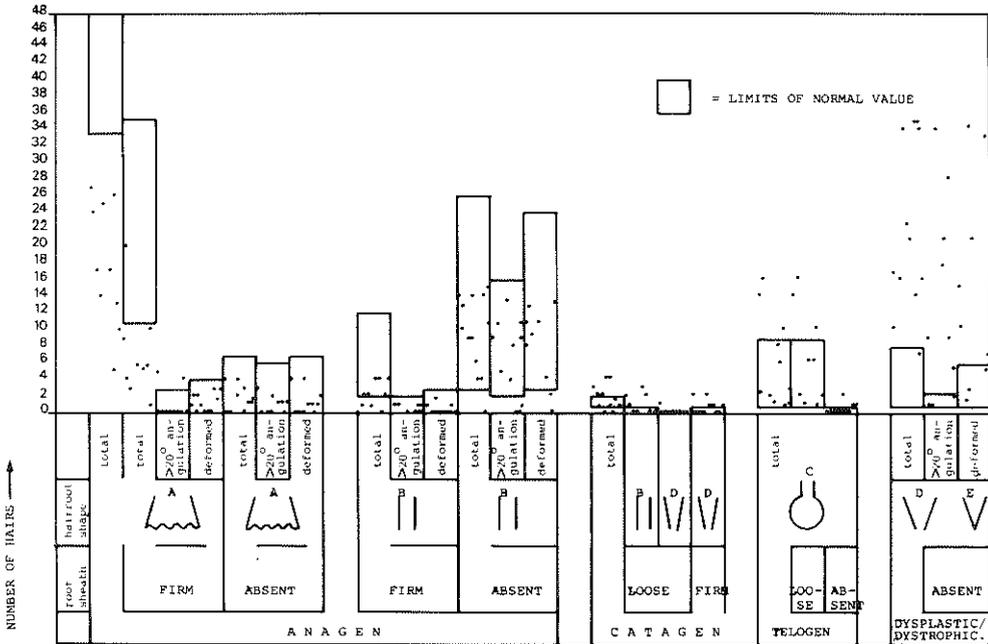 48
46
44
42
40
38
36
34
32
30
28
26
24
22
20
18
16
14
12
10
8
6
4
2
0
NUMBER OF HAIRS
= LIMITS OF NORMAL VALUE
total
total
>20° an-
gulation
deformed
total
>20° an-
gulation
deformed
total
>20° an-
gulation
deformed
total
>20° an-
gulation
deformed
total
total
total
>20° an-
gulation
deformed
hairroot
shape
A
A
B
B
B
D
D
C
D
E
root
sheath
FIRM
ABSENT
FIRM
ABSENT
LOOSE
FIRM
LOO-
SE
AB-
SENT
ABSENT
ANAGEN
CATAGEN
TELOGEN
DYSPLASTIC/
DYSTROPHIC.